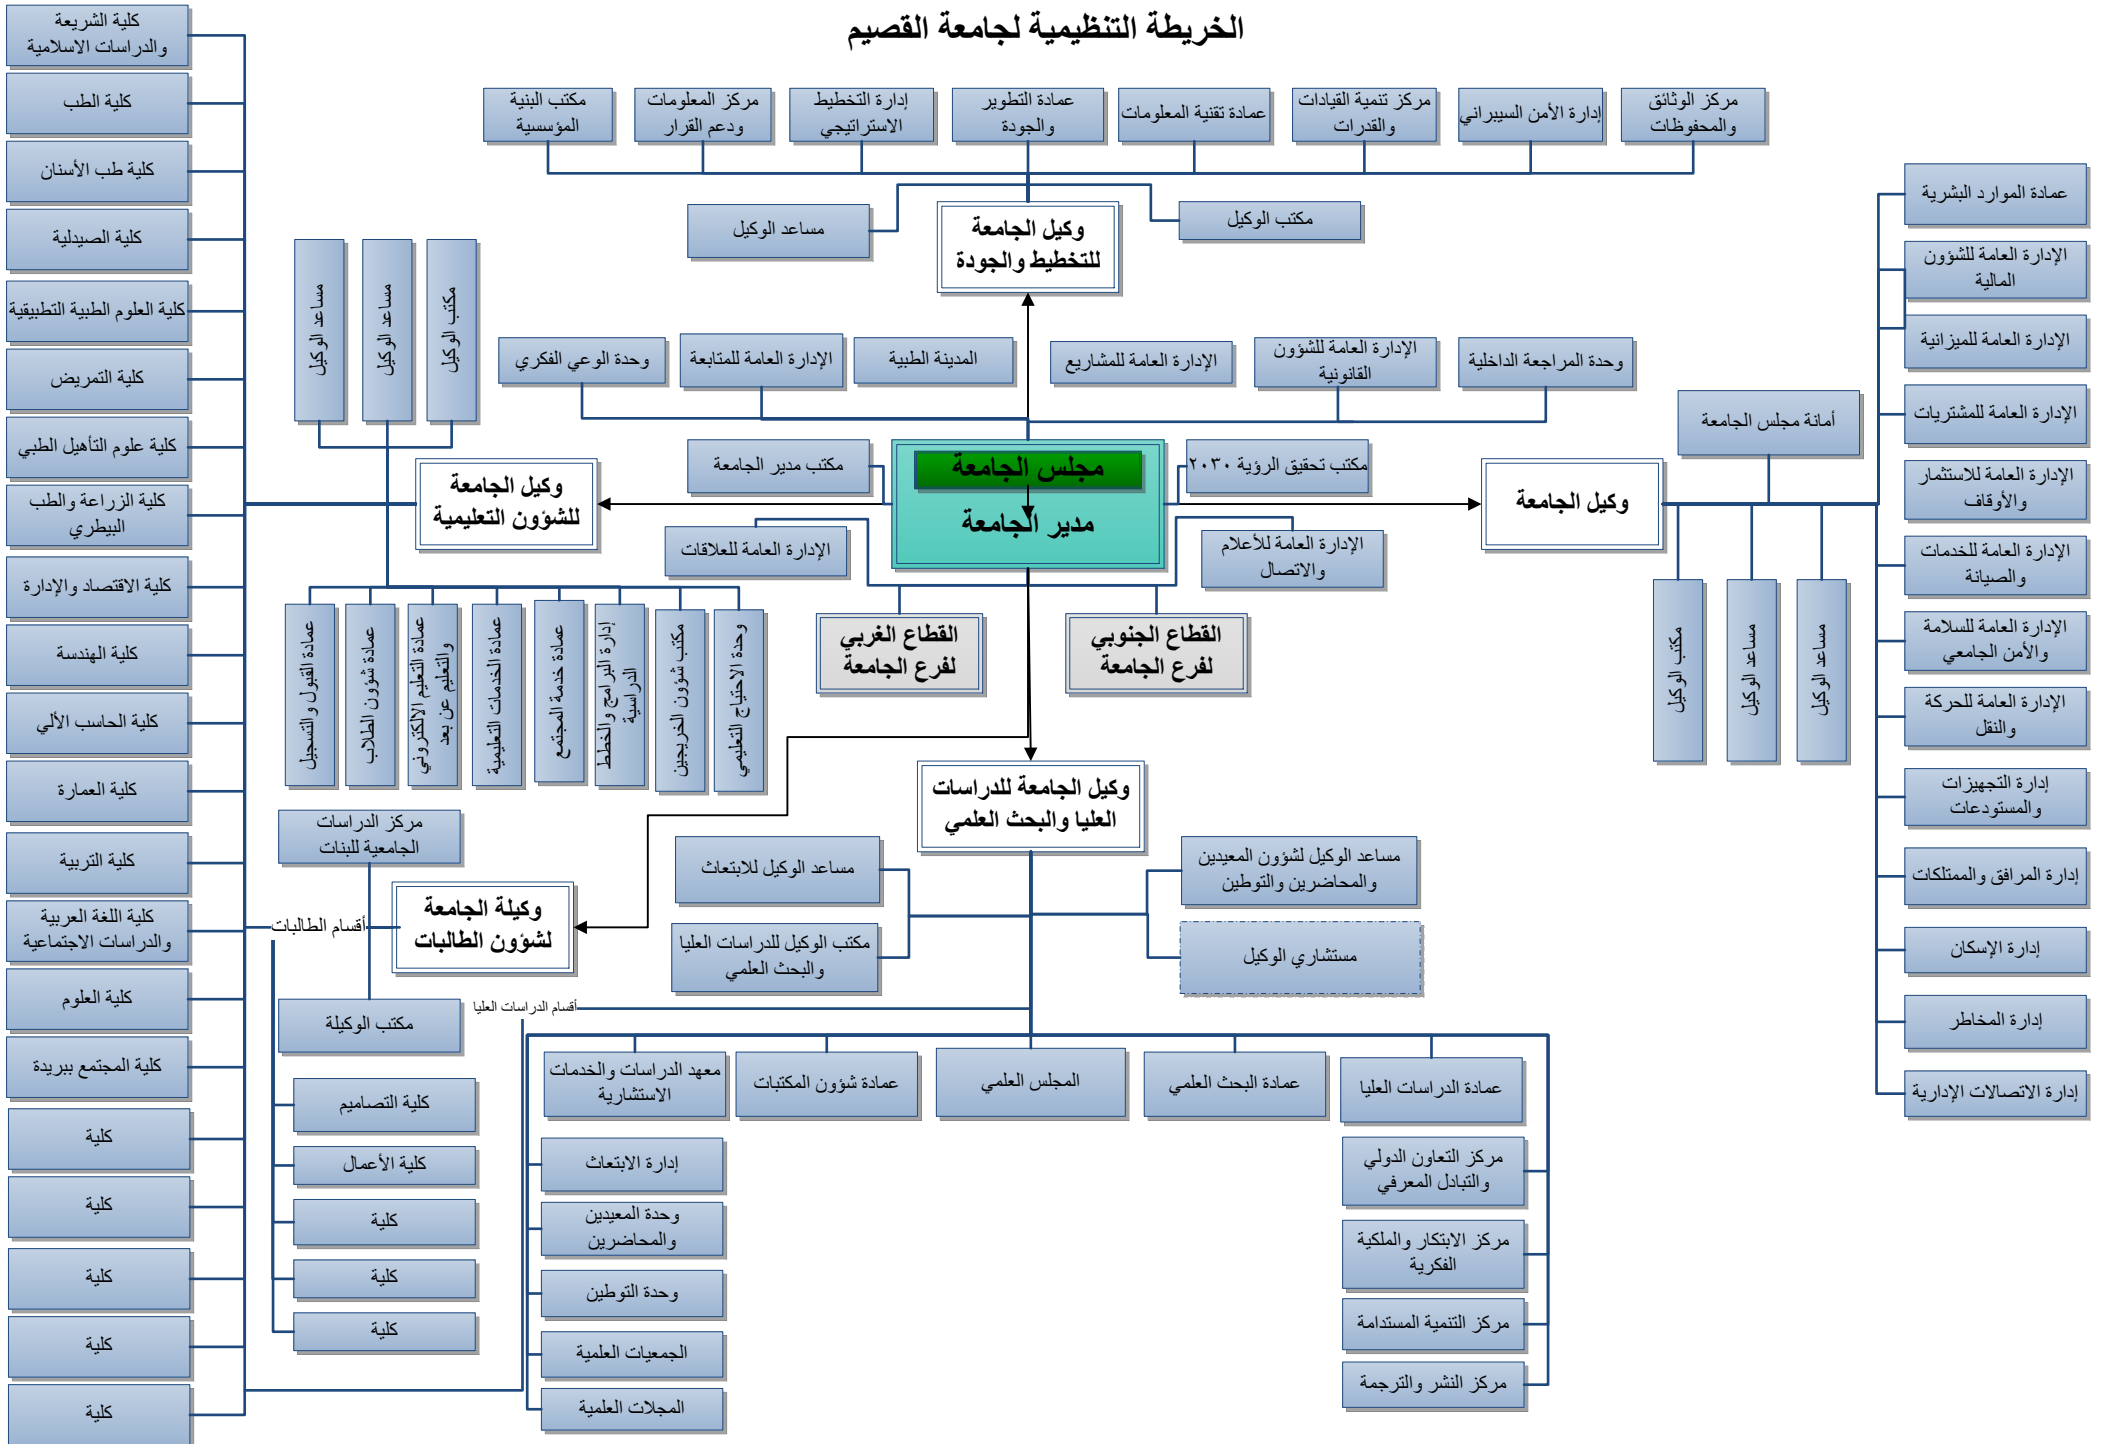 الخريطة التنظيمية لجامعة القصيم
مركز الوثائق
والمحفوظات
إدارة الأمن السيبراني
مركز تنمية القيادات
والقدرات
عمادة تقنية المعلومات
عمادة التطوير
والجودة
إدارة التخطيط
الاستراتيجي
مركز المعلومات
ودعم القرار
مكتب البنية
المؤسسية
مكتب الوكيل
مساعد الوكيل
وكيل الجامعة
للتخطيط والجودة
وحدة المراجعة الداخلية
الإدارة العامة للشؤون
القانونية
الإدارة العامة للمشاريع
المدينة الطبية
الإدارة العامة للمتابعة
وحدة الوعي الفكري
مكتب تحقيق الرؤية ٢٠٣٠
مجلس الجامعة
مدير الجامعة
مكتب مدير الجامعة
الإدارة العامة للأعلام
والاتصال
الإدارة العامة للعلاقات
القطاع الجنوبي
لفرع الجامعة
القطاع الغربي
لفرع الجامعة
عمادة الموارد البشرية
الإدارة العامة للشؤون
المالية
الإدارة العامة للميزانية
الإدارة العامة للمشتريات
الإدارة العامة للاستثمار
والأوقاف
الإدارة العامة للخدمات
والصيانة
الإدارة العامة للسلامة
والأمن الجامعي
الإدارة العامة للحركة
والنقل
إدارة التجهيزات
والمستودعات
إدارة المرافق والممتلكات
إدارة الإسكان
إدارة المخاطر
إدارة الاتصالات الإدارية
أمانة مجلس الجامعة
وكيل الجامعة
مساعد الوكيل
مساعد الوكيل
مكتب الوكيل
مكتب الوكيل
مساعد الوكيل
مساعد الوكيل
وكيل الجامعة
للشؤون التعليمية
وحدة الاحتياج التعليمي
مكتب شؤون الخريجين
إدارة البرامج والخطط
الدراسية
عمادة خدمة المجتمع
عمادة الخدمات التعليمية
عمادة التعليم الالكتروني
والتعليم عن بعد
عمادة شؤون الطلاب
عمادة القبول والتسجيل
كلية الشريعة
والدراسات الاسلامية
كلية الطب
كلية طب الأسنان
كلية الصيدلية
كلية العلوم الطبية التطبيقية
كلية التمريض
كلية علوم التأهيل الطبي
كلية الزراعة والطب
البيطري
كلية الاقتصاد والإدارة
كلية الهندسة
كلية الحاسب الألي
كلية العمارة
كلية التربية
كلية اللغة العربية
والدراسات الاجتماعية
كلية العلوم
كلية المجتمع ببريدة
كلية
كلية
كلية
كلية
كلية
مركز الدراسات
الجامعية للبنات
وكيلة الجامعة
لشؤون الطالبات
أقسام الطالبات
مكتب الوكيلة
كلية التصاميم
كلية الأعمال
كلية
كلية
كلية
وكيل الجامعة للدراسات
العليا والبحث العلمي
مساعد الوكيل لشؤون المعيدين
والمحاضرين والتوطين
مساعد الوكيل للابتعاث
مستشاري الوكيل
مكتب الوكيل للدراسات العليا
والبحث العلمي
أقسام الدراسات العليا
عمادة الدراسات العليا
عمادة البحث العلمي
المجلس العلمي
عمادة شؤون المكتبات
معهد الدراسات والخدمات
الاستشارية
مركز التعاون الدولي
والتبادل المعرفي
مركز الابتكار والملكية
الفكرية
مركز التنمية المستدامة
مركز النشر والترجمة
إدارة الابتعاث
وحدة المعيدين
والمحاضرين
وحدة التوطين
الجمعيات العلمية
المجلات العلمية